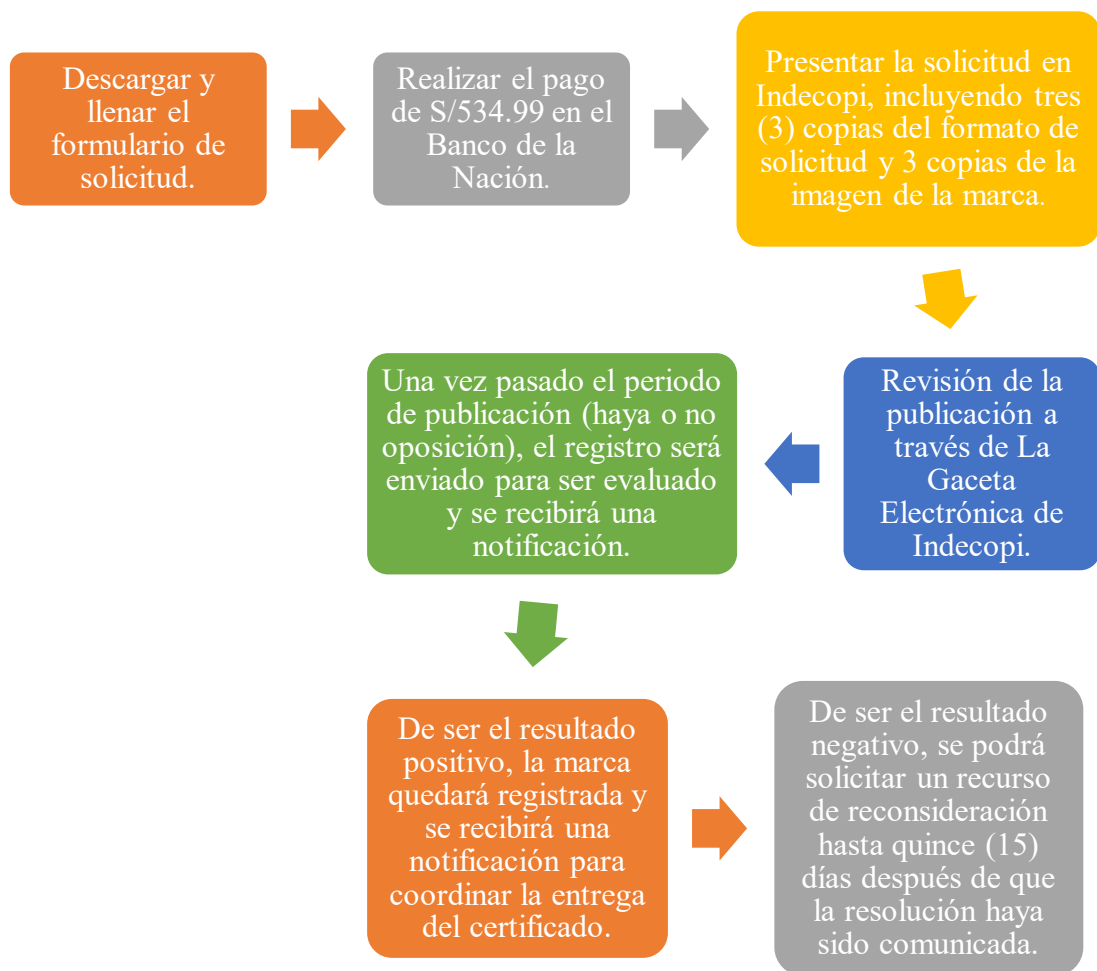 Descargar y
llenar el
formulario de
solicitud.
Realizar el pago
de S/534.99 en el
Banco de la
Nación.
Presentar la solicitud en
Indecopi, incluyendo tres
(3) copias del formato de
solicitud y 3 copias de la
imagen de la marca.
Revisión de la
publicación a
través de La
Gaceta
Electrónica de
Indecopi.
Una vez pasado el periodo
de publicación (haya o no
oposición), el registro será
enviado para ser evaluado
y se recibirá una
notificación.
De ser el resultado
positivo, la marca
quedará registrada y
se recibirá una
notificación para
coordinar la entrega
del certificado.
De ser el resultado
negativo, se podrá
solicitar un recurso
de reconsideración
hasta quince (15)
días después de que
la resolución haya
sido comunicada.